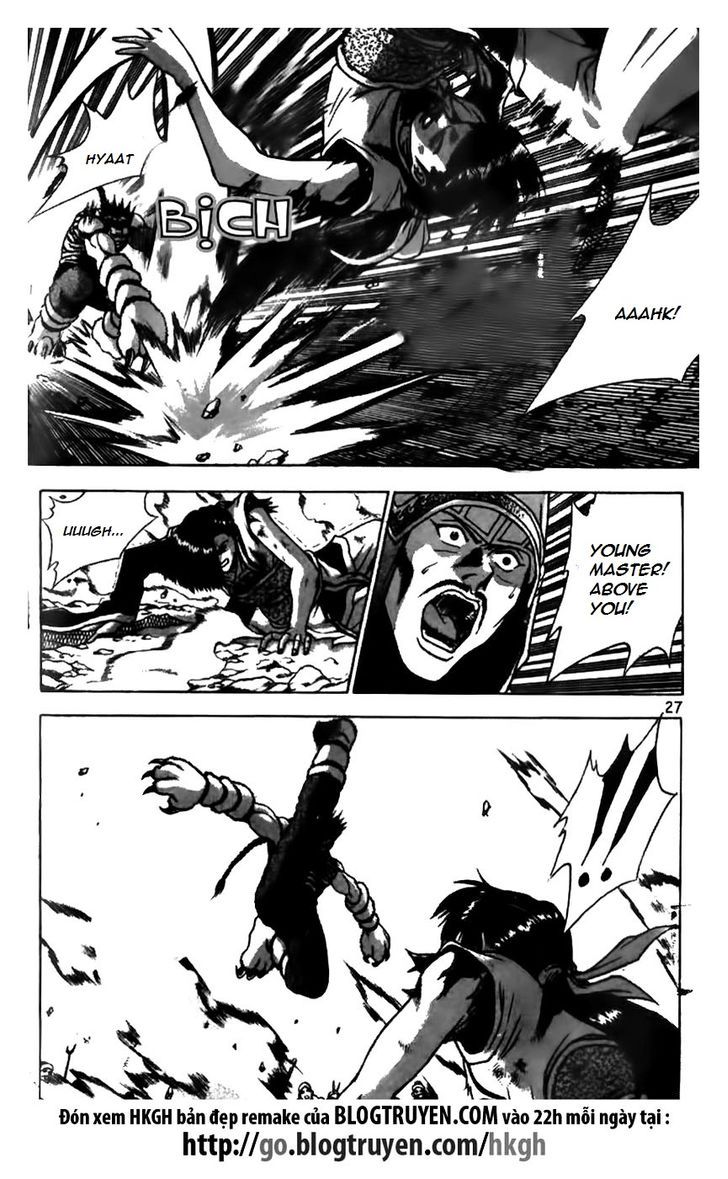 HYAAT
BỊCH
AAAHK!
UUUGH...
YOUNG
MASTER!
ABOVE
YOU!
27
!!
Đón xem HKGH bản đẹp remake của BLOGTRUYEN.COM vào 22h mỗi ngày tại :
http://go.blogtruyen.com/hkgh